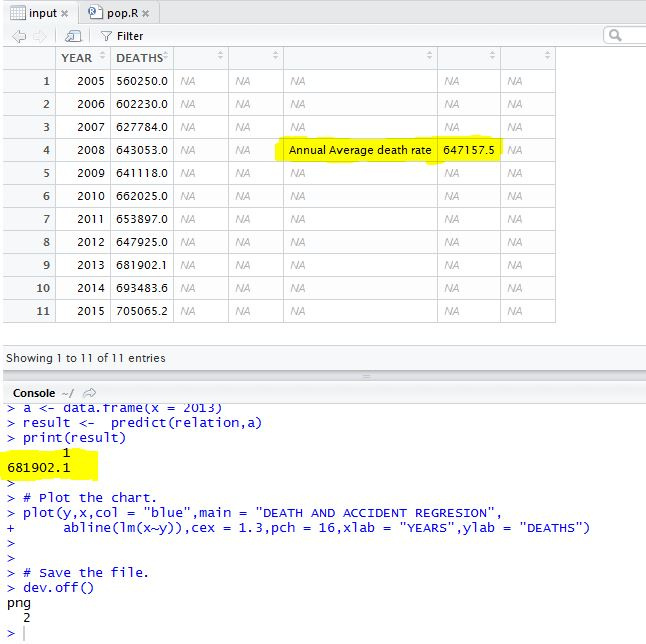 input × pop.R ×
Filter
YEAR DEATHS
1 2005 560250.0 NA NA NA NA NA
2 2006 602230.0 NA NA NA NA NA
3 2007 627784.0 NA NA NA NA NA
4 2008 643053.0 NA NA Annual Average death rate 647157.5 NA
5 2009 641118.0 NA NA NA NA NA
6 2010 662025.0 NA NA NA NA NA
7 2011 653897.0 NA NA NA NA NA
8 2012 647925.0 NA NA NA NA NA
9 2013 681902.1 NA NA NA NA NA
10 2014 693483.6 NA NA NA NA NA
11 2015 705065.2 NA NA NA NA NA
Showing 1 to 11 of 11 entries
Console ~/
> a <- data.frame(x = 2013)
> result <-  predict(relation,a)
> print(result)
1
681902.1
>
> # Plot the chart.
> plot(y,x,col = "blue",main = "DEATH AND ACCIDENT REGRESION",
+      abline(lm(x~y)),cex = 1.3,pch = 16,xlab = "YEARS",ylab = "DEATHS")
>
>
> # Save the file.
> dev.off()
png
2
>